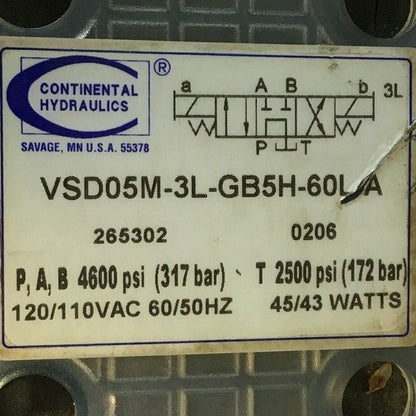 CONTINENTAL ®
HYDRAULICS
SAVAGE, MN U.S.A. 55378
a A B b 3L
P T
VSD05M-3L-GB5H-60L-A
265302 0206
P, A, B 4600 psi (317 bar) T 2500 psi (172 bar)
120/110VAC 60/50HZ 45/43 WATTS